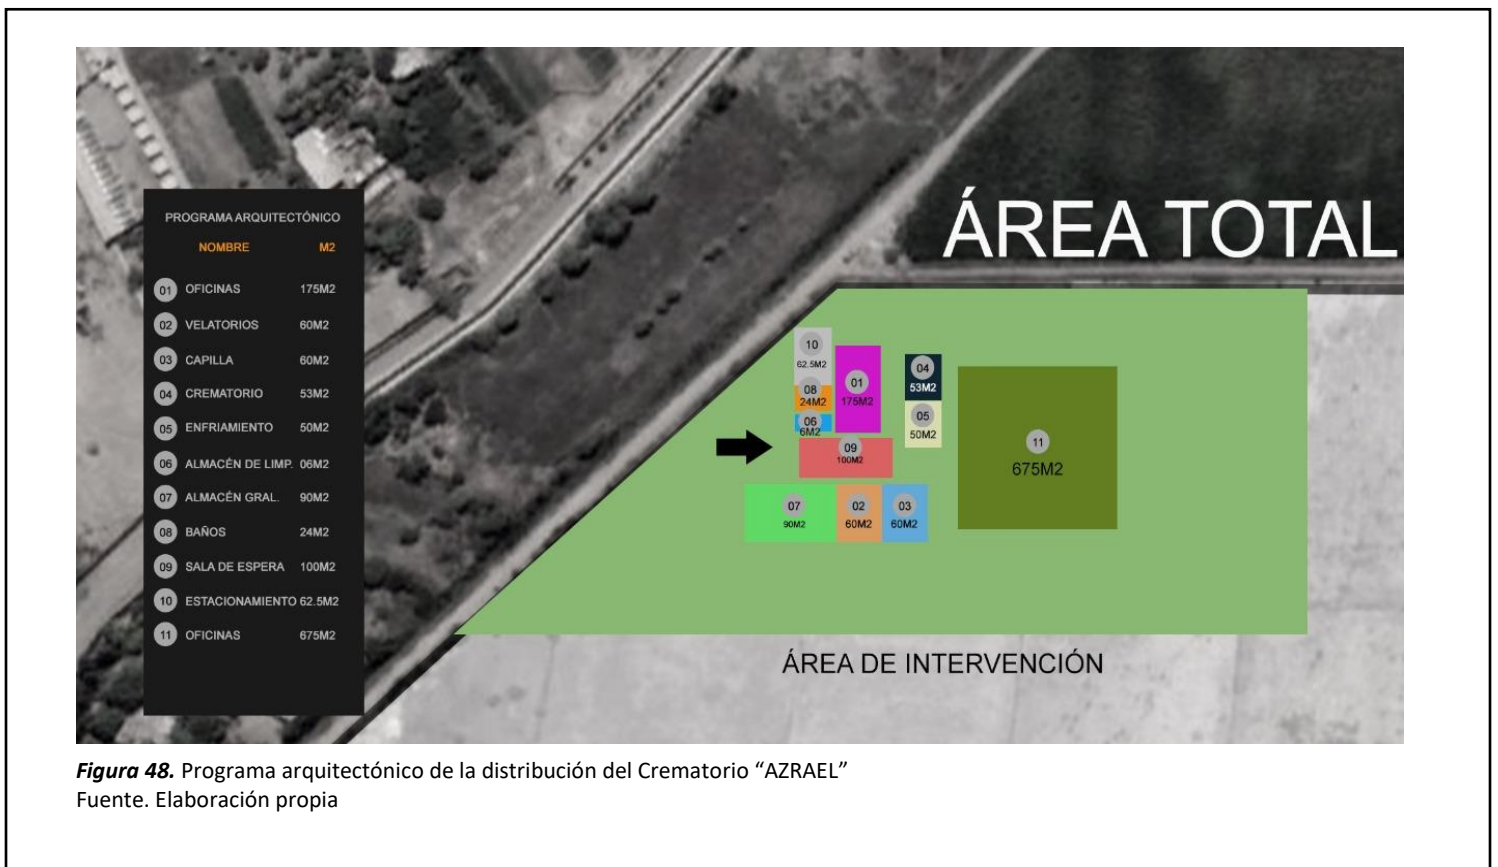 PROGRAMA ARQUITECTÓNICO
NOMBRE M2
01 OFICINAS 175M2
02 VELATORIOS 60M2
03 CAPILLA 60M2
04 CREMATORIO 53M2
05 ENFRIAMIENTO 50M2
06 ALMACÉN DE LIMP. 06M2
07 ALMACÉN GRAL. 90M2
08 BAÑOS 24M2
09 SALA DE ESPERA 100M2
10 ESTACIONAMIENTO 62.5M2
11 OFICINAS 675M2
ÁREA TOTAL
10
62.5M2
08
24M2
06
6M2
01
175M2
04
53M2
05
50M2
09
100M2
07
90M2
02
60M2
03
60M2
11
675M2
ÁREA DE INTERVENCIÓN
Figura 48. Programa arquitectónico de la distribución del Crematorio “AZRAEL”
Fuente. Elaboración propia